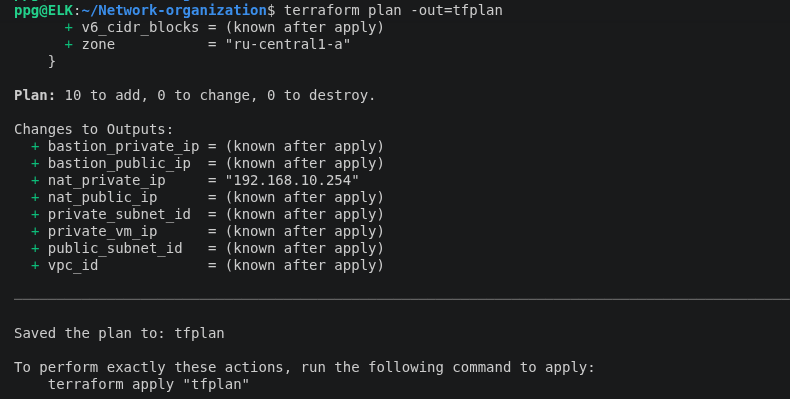 ppg@ELK:~/Network-organization$ terraform plan -out=tfplan
+ v6_cidr_blocks = (known after apply)
+ zone = "ru-central1-a"
}
Plan: 10 to add, 0 to change, 0 to destroy.
Changes to Outputs:
+ bastion_private_ip = (known after apply)
+ bastion_public_ip = (known after apply)
+ nat_private_ip = "192.168.10.254"
+ nat_public_ip = (known after apply)
+ private_subnet_id = (known after apply)
+ private_vm_ip = (known after apply)
+ public_subnet_id = (known after apply)
+ vpc_id = (known after apply)
Saved the plan to: tfplan
To perform exactly these actions, run the following command to apply:
terraform apply "tfplan"